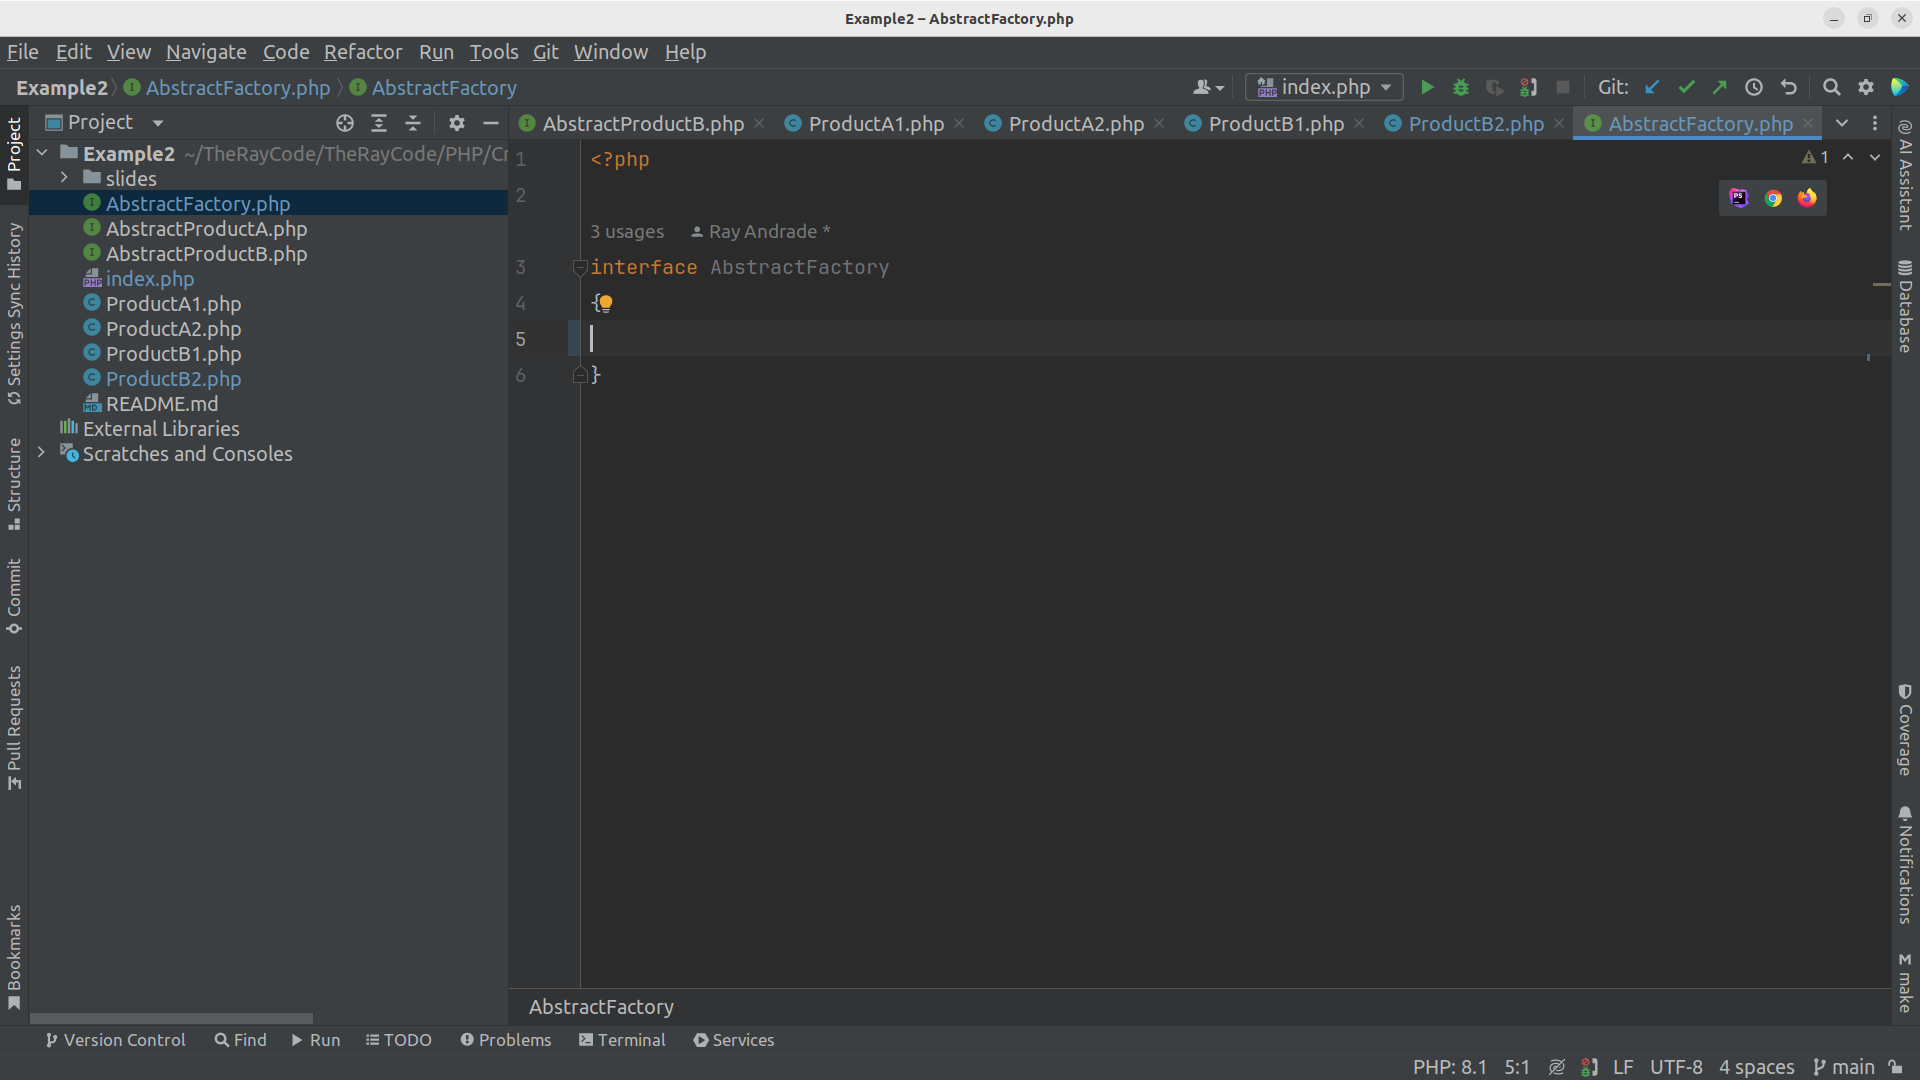 Example2 – AbstractFactory.php
File Edit View Navigate Code Refactor Run Tools Git Window Help
Example2 AbstractFactory.php AbstractFactory
index.php
Git:
Project
AbstractProductB.php ProductA1.php ProductA2.php ProductB1.php ProductB2.php AbstractFactory.php
Example2 ~/TheRayCode/TheRayCode/PHP/Cr
slides
AbstractFactory.php
AbstractProductA.php
AbstractProductB.php
index.php
ProductA1.php
ProductA2.php
ProductB1.php
ProductB2.php
README.md
External Libraries
Scratches and Consoles
1 <?php
2
3 usages Ray Andrade *
3 interface AbstractFactory
4 {
5
6 }
1
AbstractFactory
Project
Settings Sync History
Structure
Commit
Pull Requests
Bookmarks
AI Assistant
Database
Coverage
Notifications
M make
Version Control Find Run TODO Problems Terminal Services
PHP: 8.1 5:1 LF UTF-8 4 spaces main